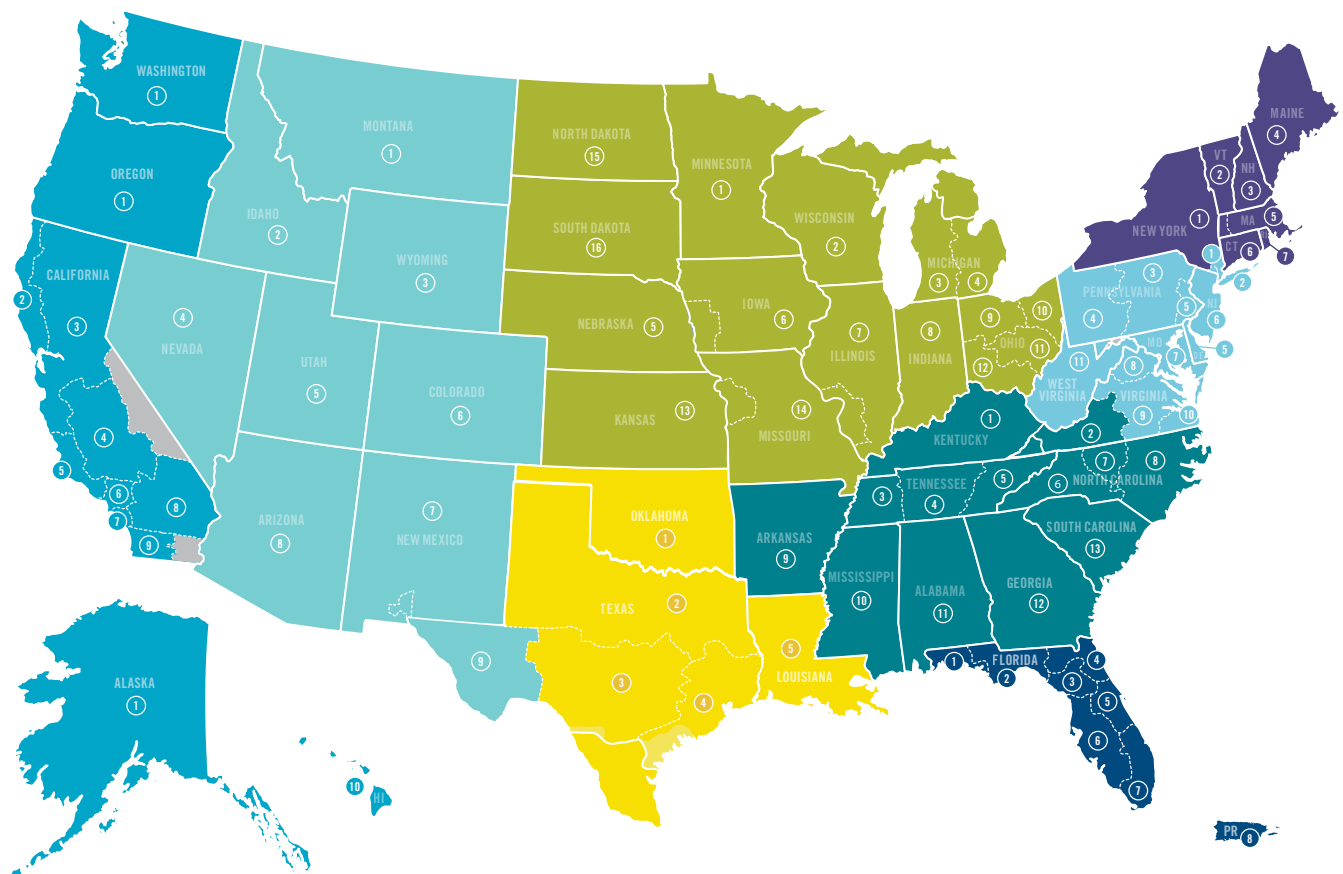 WASHINGTON
1
OREGON
1
CALIFORNIA
2
3
4
5
6
7
8
9
ALASKA
1
10
HI
MONTANA
1
IDAHO
2
WYOMING
3
4
NEVADA
UTAH
5
COLORADO
6
7
NEW MEXICO
ARIZONA
8
9
NORTH DAKOTA
15
SOUTH DAKOTA
16
NEBRASKA
5
KANSAS
13
MINNESOTA
1
WISCONSIN
2
MICHIGAN
3
4
IOWA
6
7
ILLINOIS
8
INDIANA
9
10
OHIO
11
12
14
MISSOURI
OKLAHOMA
1
TEXAS
2
3
4
5
LOUISIANA
1
KENTUCKY
2
3
TENNESSEE
4
5
6
7
8
NORTH CAROLINA
ARKANSAS
9
MISSISSIPPI
10
ALABAMA
11
GEORGIA
12
SOUTH CAROLINA
13
1
FLORIDA
2
3
4
5
6
7
PR
8
MAINE
4
VT
2
NH
3
1
NEW YORK
MA
5
CT
6
7
1
2
3
PENNSYLVANIA
4
5
NJ
6
MD
7
DE
5
8
VIRGINIA
9
10
11
WEST
VIRGINIA